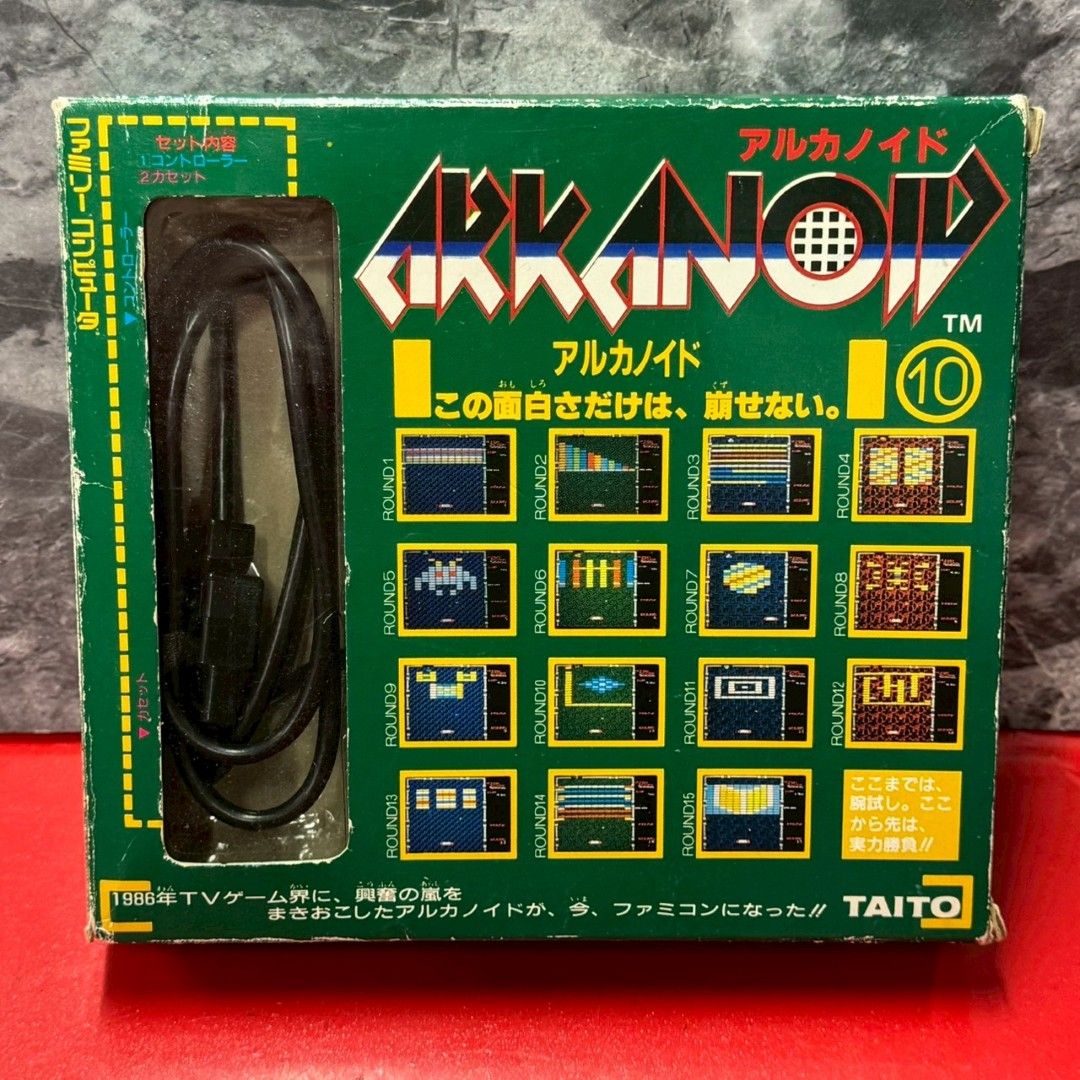 ファミリーコンピュータ
セット内容
1.コントローラー
2.カセット
▼コントローラー
▼カセット
アルカノイド
ARKANOID
TM
アルカノイド
10
おもしろ くず
この面白さだけは、崩せない。
ROUND1 ROUND2 ROUND3 ROUND4
ROUND5 ROUND6 ROUND7 ROUND8
ROUND9 ROUND10 ROUND11 ROUND12
ROUND13 ROUND14 ROUND15
ここまでは、
腕試し。ここ
から先は、
実力勝負!!
1986年TVゲーム界に、興奮の嵐を
まきおこしたアルカノイドが、今、ファミコンになった!!
TAITO